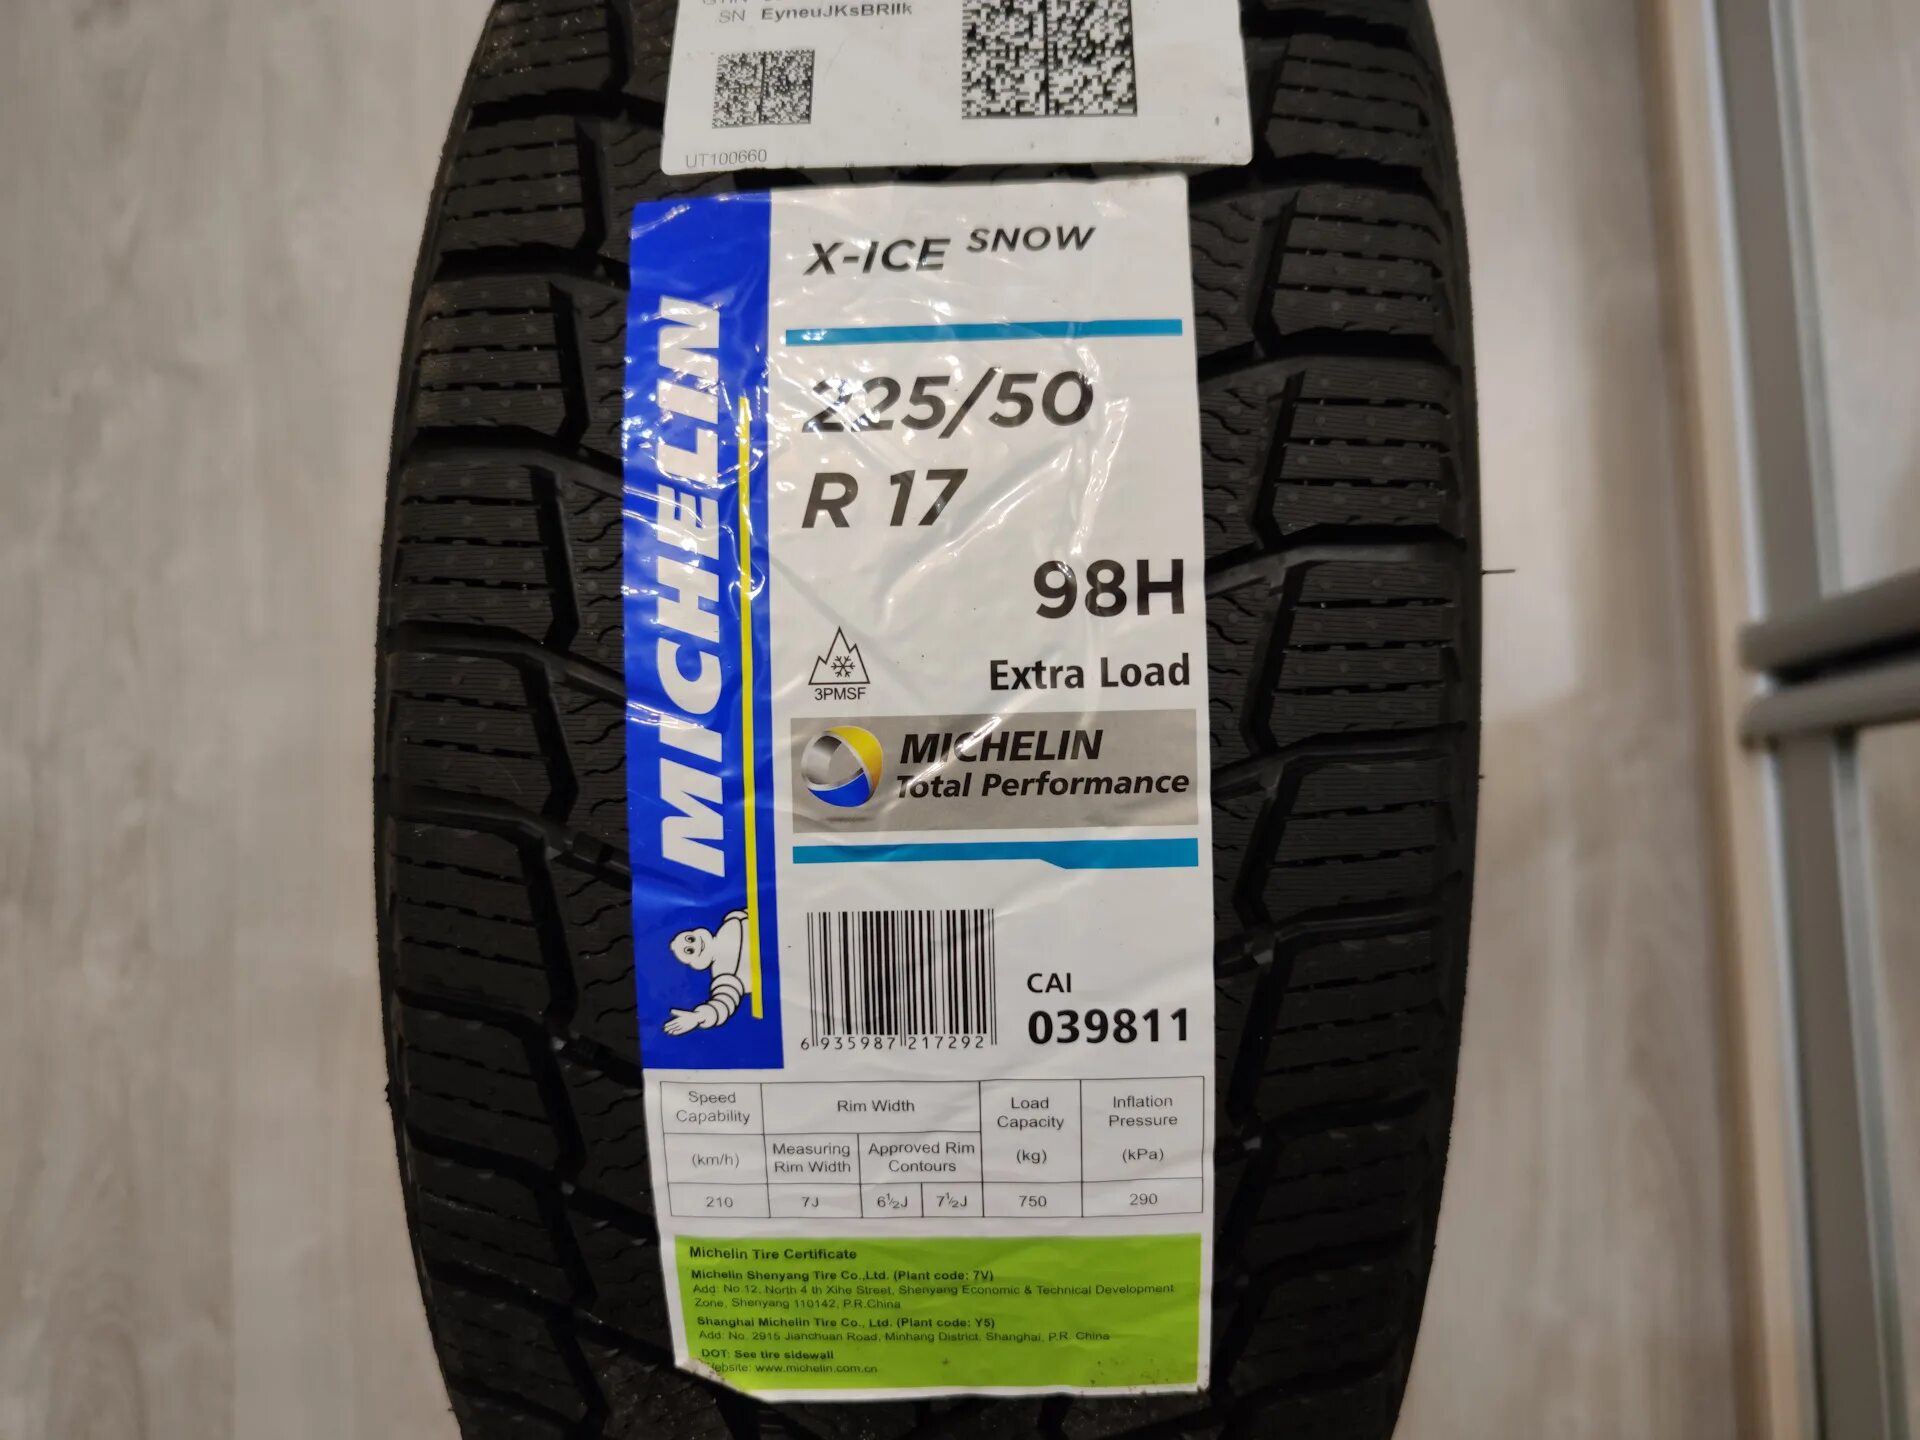 SN EyneuJKsBRIIk
UT100660
MICHELIN
X-ICE SNOW
225/50
R 17
98H
3PMSF
Extra Load
MICHELIN
Total Performance
6 935987 217292
CAI
039811
Speed Capability
Rim Width
Load Capacity
Inflation Pressure
(km/h)
Measuring Rim Width
Approved Rim Contours
(kg)
(kPa)
210
7J
6½J
7½J
750
290
Michelin Tire Certificate
Michelin Shenyang Tire Co.,Ltd. (Plant code: 7V)
Add: No.12, North 4 th Xihe Street, Shenyang Economic & Technical Development
Zone, Shenyang 110142, P.R.China
Shanghai Michelin Tire Co., Ltd. (Plant code: Y5)
Add: No. 2915 Jianchuan Road, Minhang District, Shanghai, P.R. China
DOT: See tire sidewall
www.michelin.com.cn